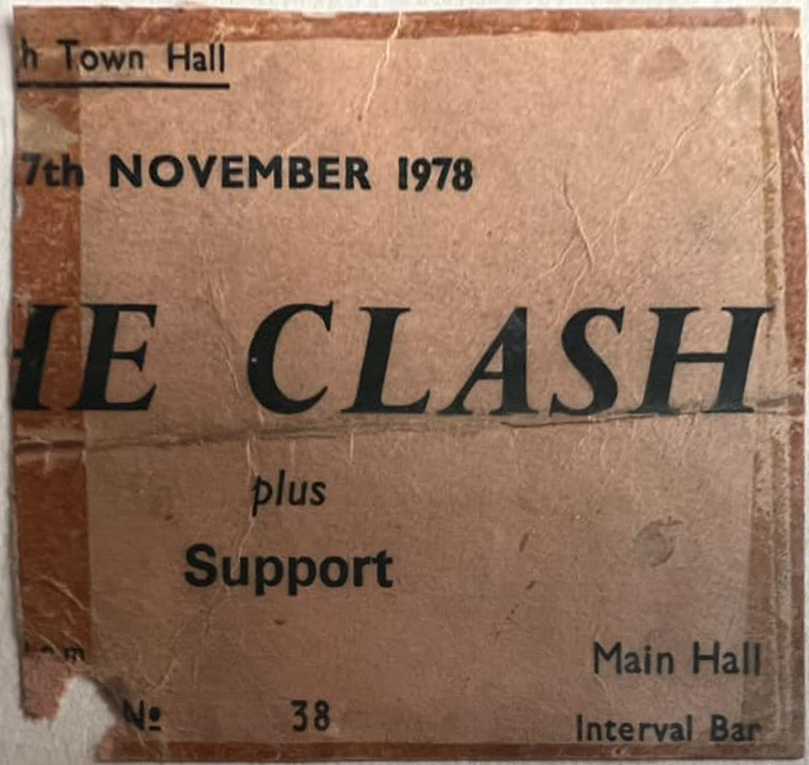 h Town Hall
7th NOVEMBER 1978
HE CLASH
plus
Support
Main Hall
Nº 38
Interval Bar